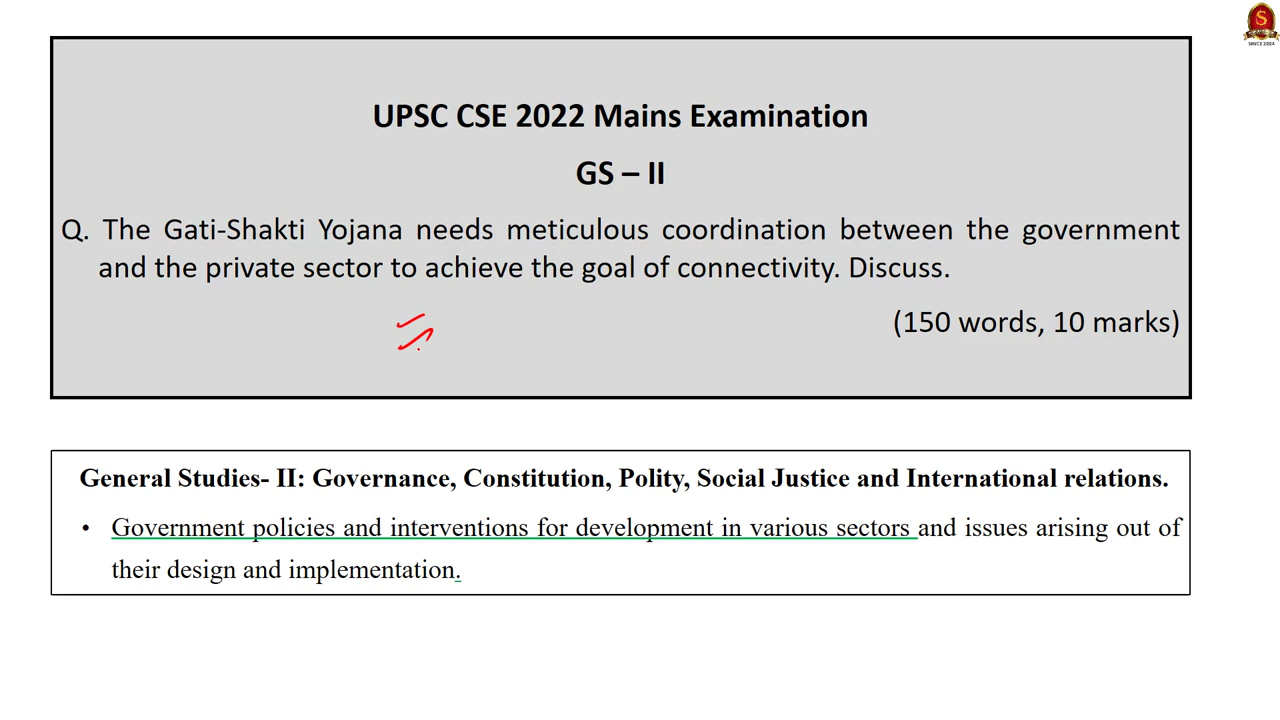 S
SINCE 2004
UPSC CSE 2022 Mains Examination
GS – II
Q. The Gati-Shakti Yojana needs meticulous coordination between the government
and the private sector to achieve the goal of connectivity. Discuss.
(150 words, 10 marks)
General Studies- II: Governance, Constitution, Polity, Social Justice and International relations.
• Government policies and interventions for development in various sectors and issues arising out of
their design and implementation.